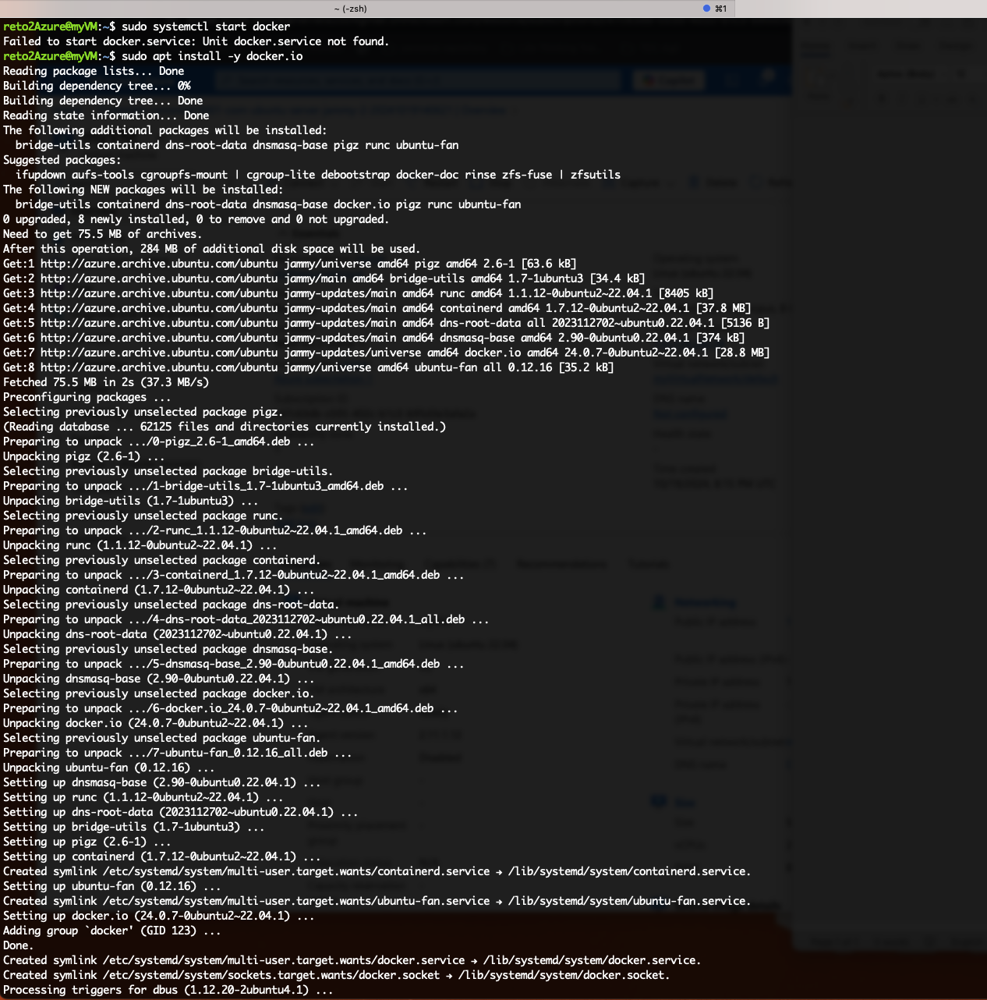 ~ (-zsh)
⌘1
reto2Azure@myVM:~$ sudo systemctl start docker
Failed to start docker.service: Unit docker.service not found.
reto2Azure@myVM:~$ sudo apt install -y docker.io
Reading package lists... Done
Building dependency tree... 0%
Building dependency tree... Done
Reading state information... Done
The following additional packages will be installed:
  bridge-utils containerd dns-root-data dnsmasq-base pigz runc ubuntu-fan
Suggested packages:
  ifupdown aufs-tools cgroupfs-mount | cgroup-lite debootstrap docker-doc rinse zfs-fuse | zfsutils
The following NEW packages will be installed:
  bridge-utils containerd dns-root-data dnsmasq-base docker.io pigz runc ubuntu-fan
0 upgraded, 8 newly installed, 0 to remove and 0 not upgraded.
Need to get 75.5 MB of archives.
After this operation, 284 MB of additional disk space will be used.
Get:1 http://azure.archive.ubuntu.com/ubuntu jammy/universe amd64 pigz amd64 2.6-1 [63.6 kB]
Get:2 http://azure.archive.ubuntu.com/ubuntu jammy/main amd64 bridge-utils amd64 1.7-1ubuntu3 [34.4 kB]
Get:3 http://azure.archive.ubuntu.com/ubuntu jammy-updates/main amd64 runc amd64 1.1.12-0ubuntu2~22.04.1 [8405 kB]
Get:4 http://azure.archive.ubuntu.com/ubuntu jammy-updates/main amd64 containerd amd64 1.7.12-0ubuntu2~22.04.1 [37.8 MB]
Get:5 http://azure.archive.ubuntu.com/ubuntu jammy-updates/main amd64 dns-root-data all 2023112702~ubuntu0.22.04.1 [5136 B]
Get:6 http://azure.archive.ubuntu.com/ubuntu jammy-updates/main amd64 dnsmasq-base amd64 2.90-0ubuntu0.22.04.1 [374 kB]
Get:7 http://azure.archive.ubuntu.com/ubuntu jammy-updates/universe amd64 docker.io amd64 24.0.7-0ubuntu2~22.04.1 [28.8 MB]
Get:8 http://azure.archive.ubuntu.com/ubuntu jammy/universe amd64 ubuntu-fan all 0.12.16 [35.2 kB]
Fetched 75.5 MB in 2s (37.3 MB/s)
Preconfiguring packages ...
Selecting previously unselected package pigz.
(Reading database ... 62125 files and directories currently installed.)
Preparing to unpack .../0-pigz_2.6-1_amd64.deb ...
Unpacking pigz (2.6-1) ...
Selecting previously unselected package bridge-utils.
Preparing to unpack .../1-bridge-utils_1.7-1ubuntu3_amd64.deb ...
Unpacking bridge-utils (1.7-1ubuntu3) ...
Selecting previously unselected package runc.
Preparing to unpack .../2-runc_1.1.12-0ubuntu2~22.04.1_amd64.deb ...
Unpacking runc (1.1.12-0ubuntu2~22.04.1) ...
Selecting previously unselected package containerd.
Preparing to unpack .../3-containerd_1.7.12-0ubuntu2~22.04.1_amd64.deb ...
Unpacking containerd (1.7.12-0ubuntu2~22.04.1) ...
Selecting previously unselected package dns-root-data.
Preparing to unpack .../4-dns-root-data_2023112702~ubuntu0.22.04.1_all.deb ...
Unpacking dns-root-data (2023112702~ubuntu0.22.04.1) ...
Selecting previously unselected package dnsmasq-base.
Preparing to unpack .../5-dnsmasq-base_2.90-0ubuntu0.22.04.1_amd64.deb ...
Unpacking dnsmasq-base (2.90-0ubuntu0.22.04.1) ...
Selecting previously unselected package docker.io.
Preparing to unpack .../6-docker.io_24.0.7-0ubuntu2~22.04.1_amd64.deb ...
Unpacking docker.io (24.0.7-0ubuntu2~22.04.1) ...
Selecting previously unselected package ubuntu-fan.
Preparing to unpack .../7-ubuntu-fan_0.12.16_all.deb ...
Unpacking ubuntu-fan (0.12.16) ...
Setting up dnsmasq-base (2.90-0ubuntu0.22.04.1) ...
Setting up runc (1.1.12-0ubuntu2~22.04.1) ...
Setting up dns-root-data (2023112702~ubuntu0.22.04.1) ...
Setting up bridge-utils (1.7-1ubuntu3) ...
Setting up pigz (2.6-1) ...
Setting up containerd (1.7.12-0ubuntu2~22.04.1) ...
Created symlink /etc/systemd/system/multi-user.target.wants/containerd.service → /lib/systemd/system/containerd.service.
Setting up ubuntu-fan (0.12.16) ...
Created symlink /etc/systemd/system/multi-user.target.wants/ubuntu-fan.service → /lib/systemd/system/ubuntu-fan.service.
Setting up docker.io (24.0.7-0ubuntu2~22.04.1) ...
Adding group `docker' (GID 123) ...
Done.
Created symlink /etc/systemd/system/multi-user.target.wants/docker.service → /lib/systemd/system/docker.service.
Created symlink /etc/systemd/system/sockets.target.wants/docker.socket → /lib/systemd/system/docker.socket.
Processing triggers for dbus (1.12.20-2ubuntu4.1) ...